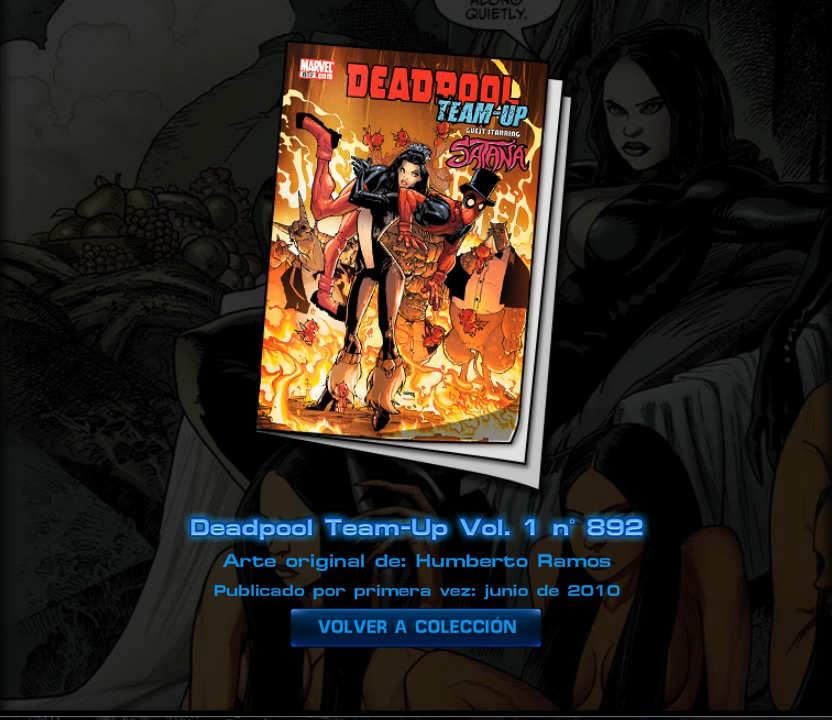 ALONG
QUIETLY.
MARVEL
DEADPOOL
TEAM-UP
GUEST STARRING
SATANA
Deadpool Team-Up Vol. 1 nº 892
Arte original de: Humberto Ramos
Publicado por primera vez: junio de 2010
VOLVER A COLECCIÓN